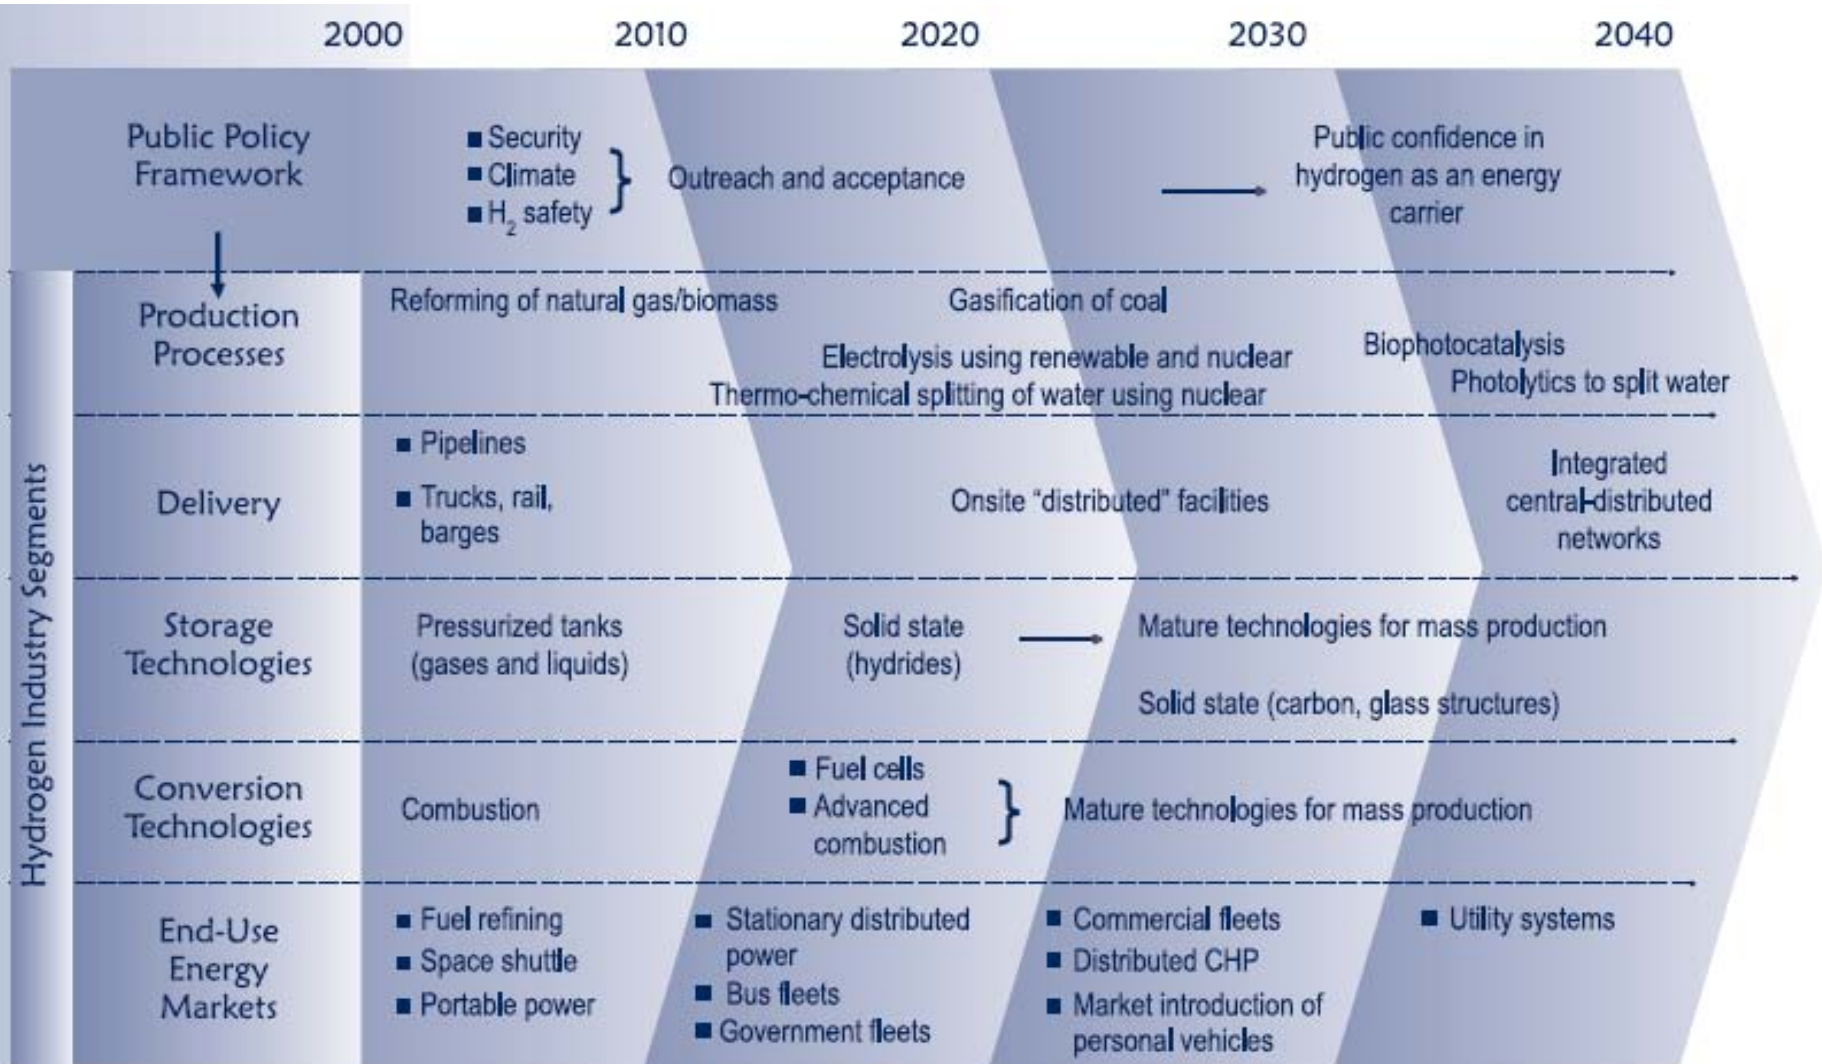 2000 2010 2020 2030 2040
Public Policy
Framework
■ Security
■ Climate
■ H₂ safety
Outreach and acceptance
Public confidence in
hydrogen as an energy
carrier
Hydrogen Industry Segments
Production
Processes
Reforming of natural gas/biomass
Gasification of coal
Electrolysis using renewable and nuclear
Thermo-chemical splitting of water using nuclear
Biophotocatalysis
Photolytics to split water
Delivery
■ Pipelines
■ Trucks, rail,
barges
Onsite “distributed” facilities
Integrated
central-distributed
networks
Storage
Technologies
Pressurized tanks
(gases and liquids)
Solid state
(hydrides)
Mature technologies for mass production
Solid state (carbon, glass structures)
Conversion
Technologies
Combustion
■ Fuel cells
■ Advanced
combustion
Mature technologies for mass production
End-Use
Energy
Markets
■ Fuel refining
■ Space shuttle
■ Portable power
■ Stationary distributed
power
■ Bus fleets
■ Government fleets
■ Commercial fleets
■ Distributed CHP
■ Market introduction of
personal vehicles
■ Utility systems